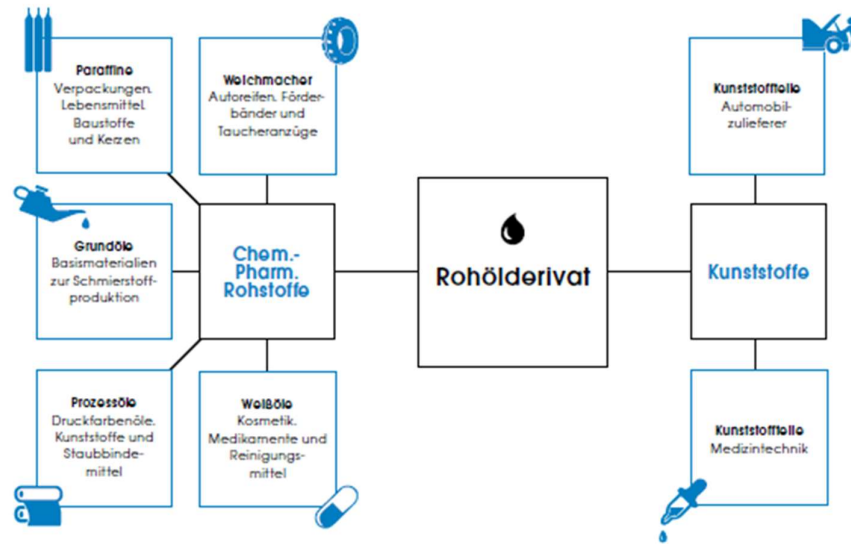 Paraffine
Verpackungen.
Lebensmittel.
Baustoffe
und Kerzen
Weichmacher
Autoreifen. Förder-
bänder und
Taucheranzüge
Kunststoffteile
Automobil-
zulieferer
Grundöle
Basismaterialien
zur Schmierstoff-
produktion
Chem.-
Pharm.
Rohstoffe
Rohölderivat
Kunststoffe
Prozessöle
Druckfarbenöle.
Kunststoffe und
Staubbinde-
mittel
Weißöle
Kosmetik.
Medikamente und
Reinigungs-
mittel
Kunststoffteile
Medizintechnik